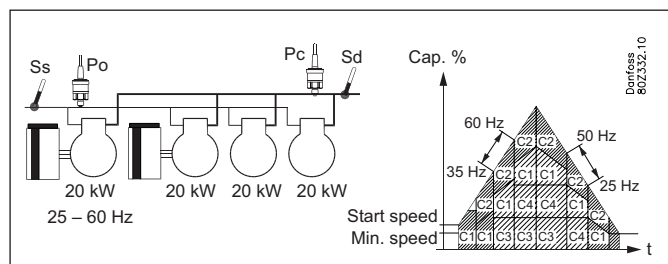 Ss
Po
Pc
Sd
20 kW
20 kW
20 kW
20 kW
25 – 60 Hz
Danfoss
80Z332.10
Cap. %
60 Hz
50 Hz
35 Hz
25 Hz
Start speed
Min. speed
C2 C2
C2 C1 C1 C2
C2 C1 C4 C4 C1 C2
C1 C1 C3 C3 C3 C4 C1
t